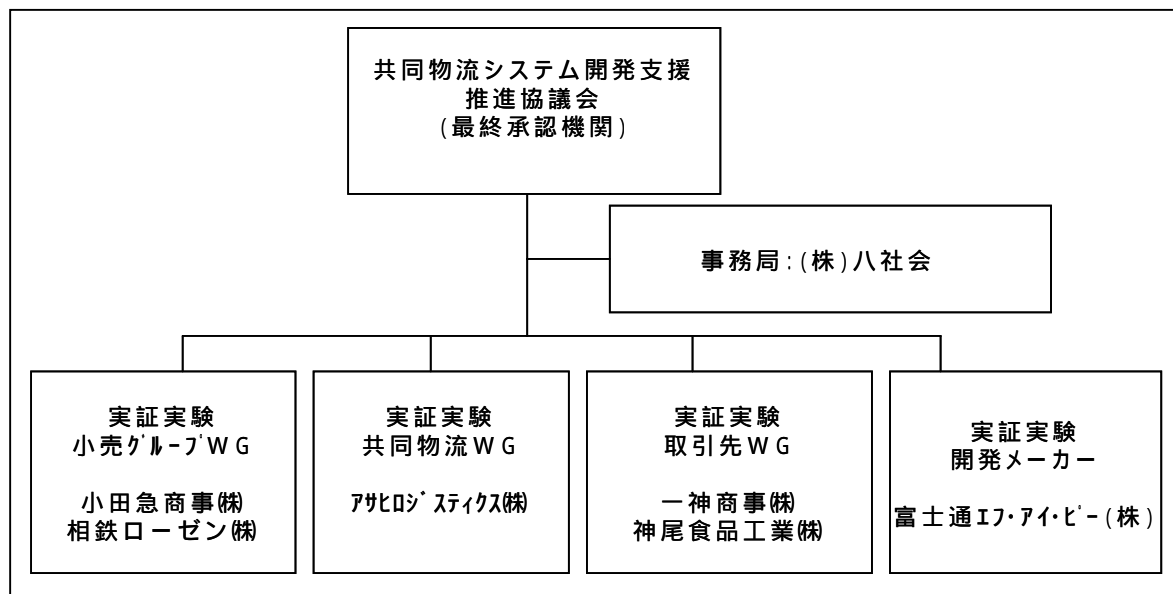 共同物流システム開発支援
推進協議会
(最終承認機関)
事務局:(株)八社会
実証実験
小売ｸﾞﾙｰﾌﾟWG
小田急商事㈱
相鉄ローゼン㈱
実証実験
共同物流WG
ｱｻﾋﾛｼﾞｽﾃｨｸｽ㈱
実証実験
取引先WG
一神商事㈱
神尾食品工業㈱
実証実験
開発メーカー
富士通ｴﾌ･ｱｲ･ﾋﾟｰ(株)